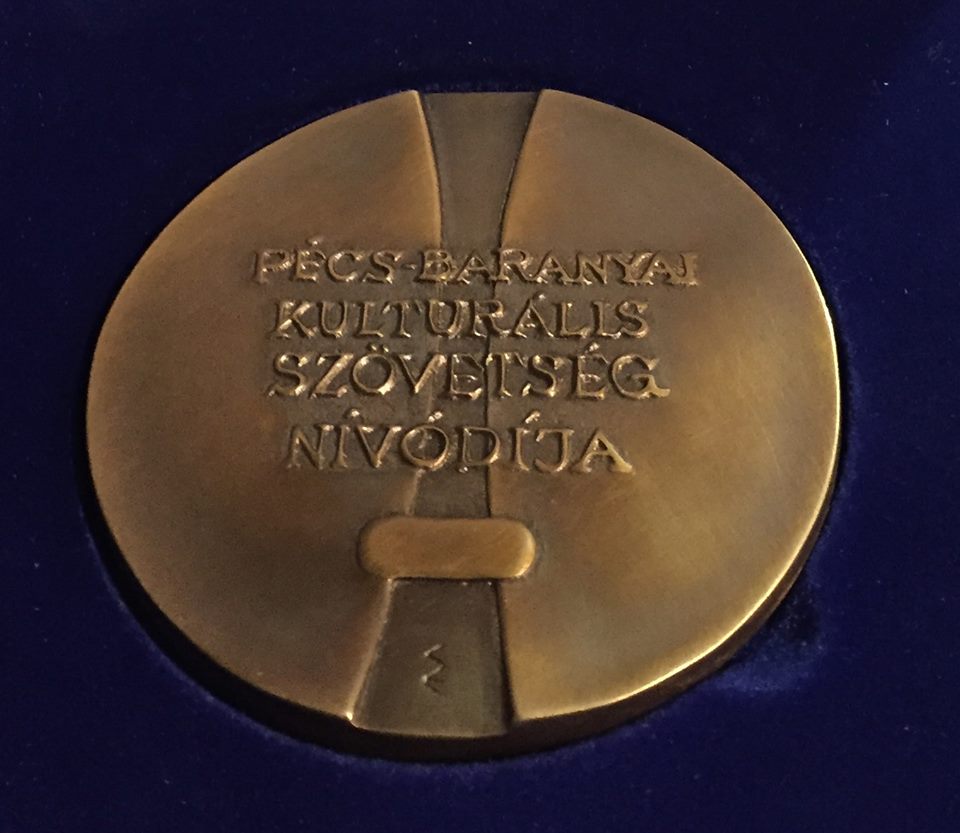 PÉCS-BARANYAI
KULTURÁLIS
SZÖVETSÉG
NÍVÓDÍJA